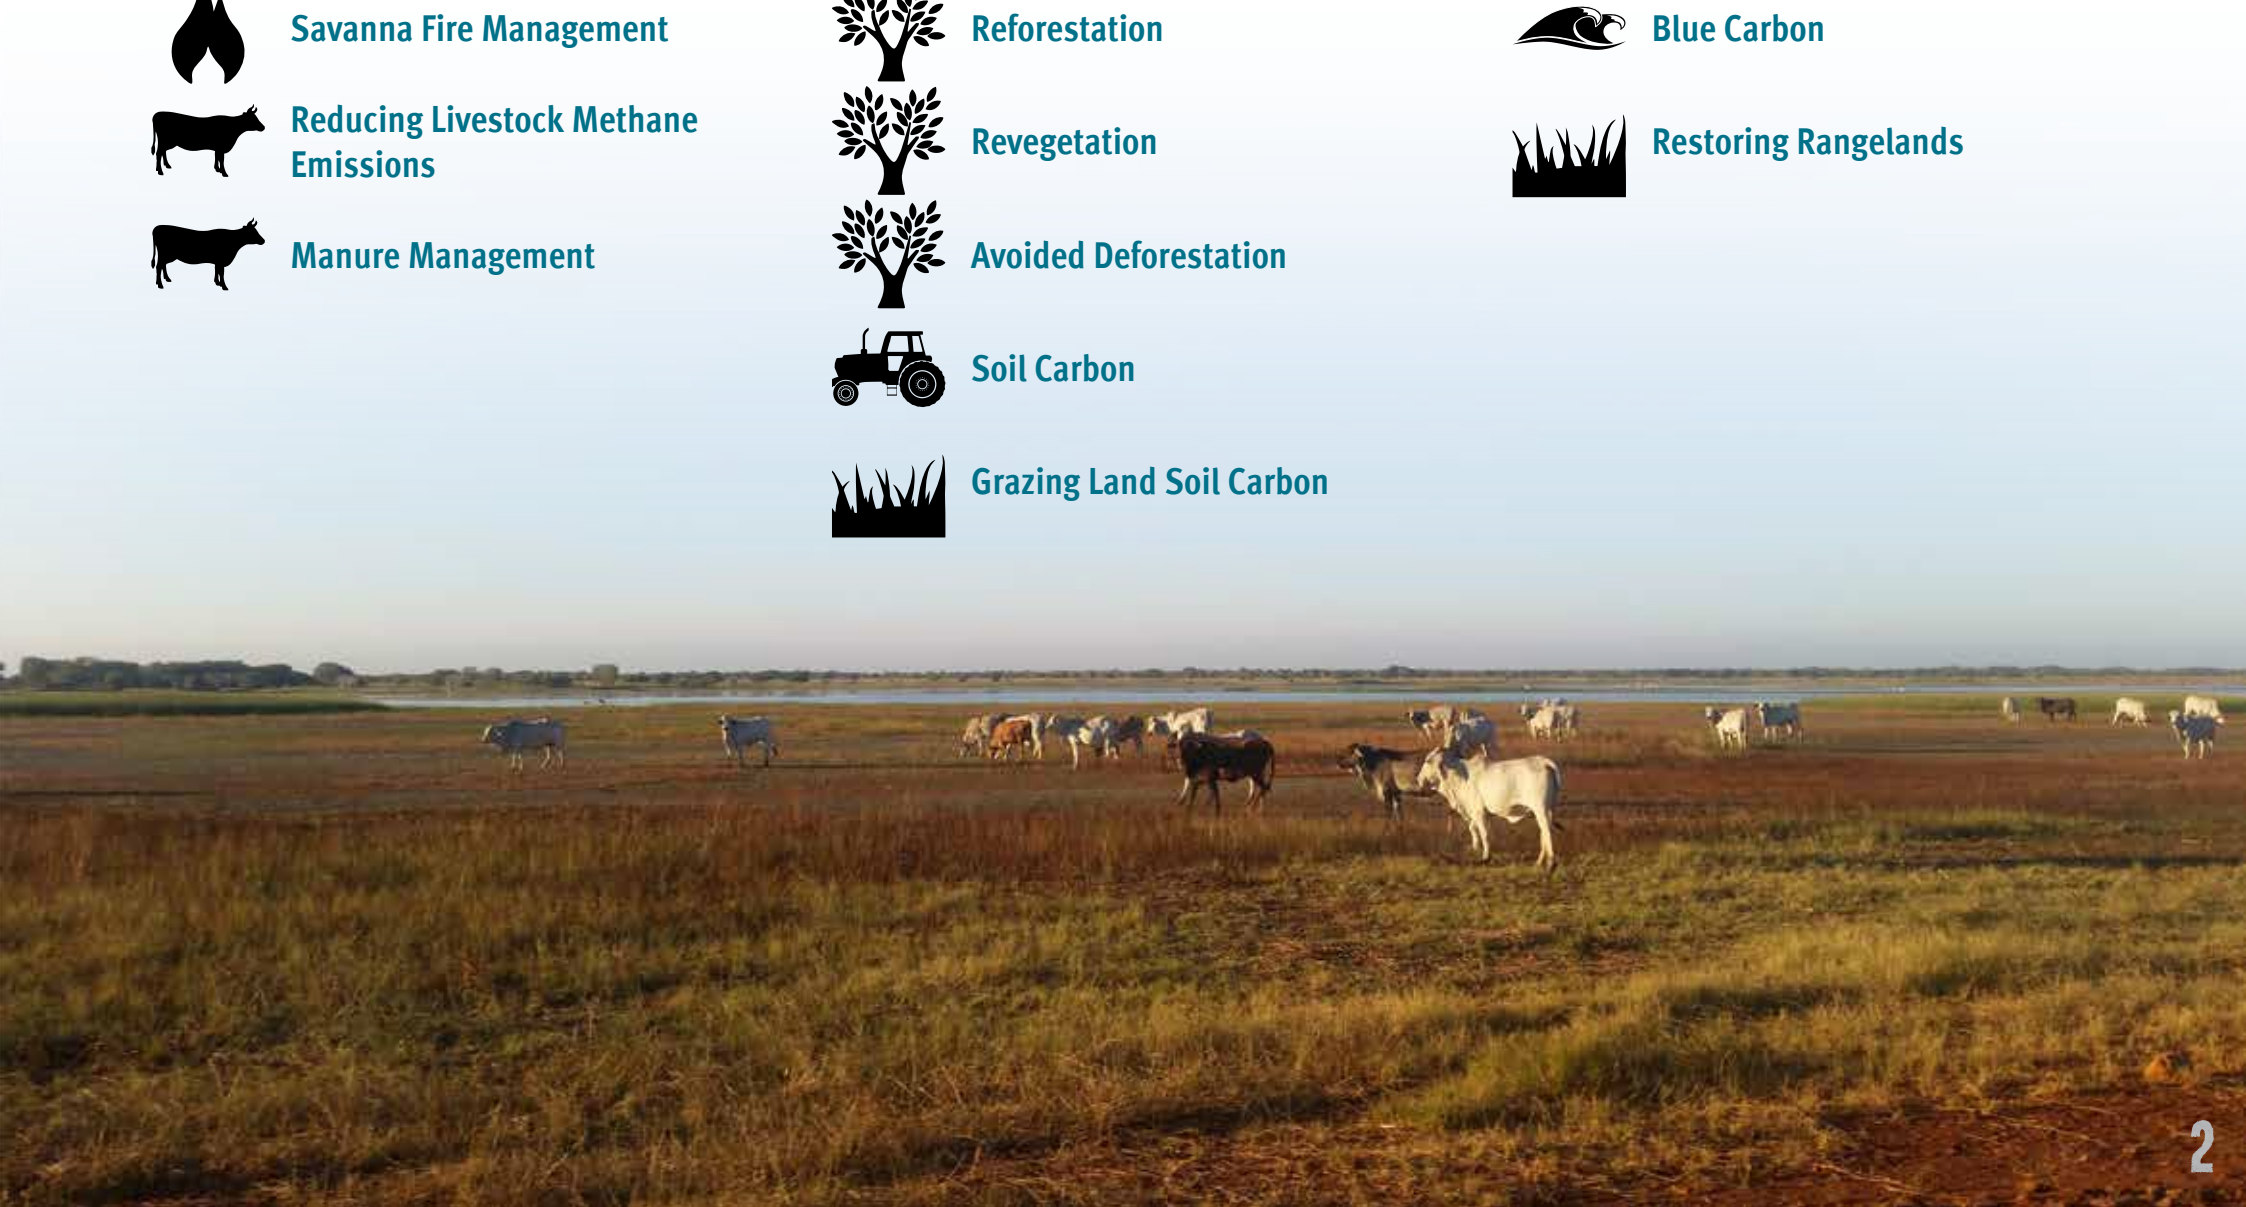 Savanna Fire Management
Reducing Livestock Methane
Emissions
Manure Management
Reforestation
Revegetation
Avoided Deforestation
Soil Carbon
Grazing Land Soil Carbon
Blue Carbon
Restoring Rangelands
2